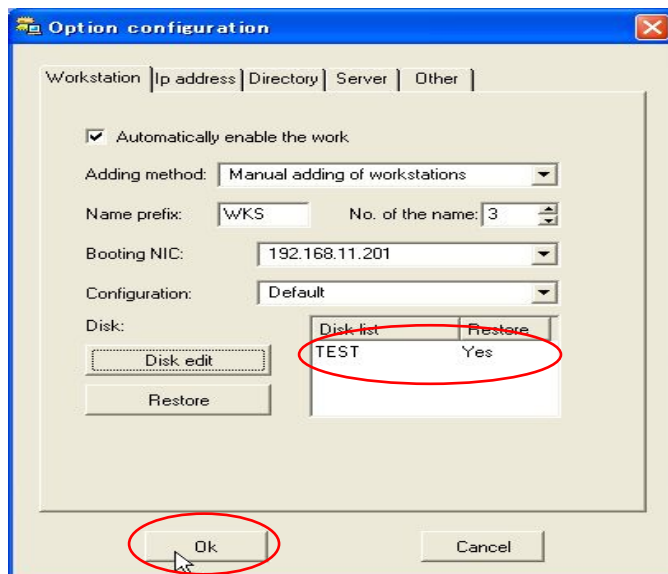 Option configuration
Workstation Ip address Directory Server Other
Automatically enable the work
Adding method: Manual adding of workstations
Name prefix: WKS No. of the name: 3
Booting NIC: 192.168.11.201
Configuration: Default
Disk: Disk list Restore
TEST Yes
Disk edit
Restore
Ok Cancel